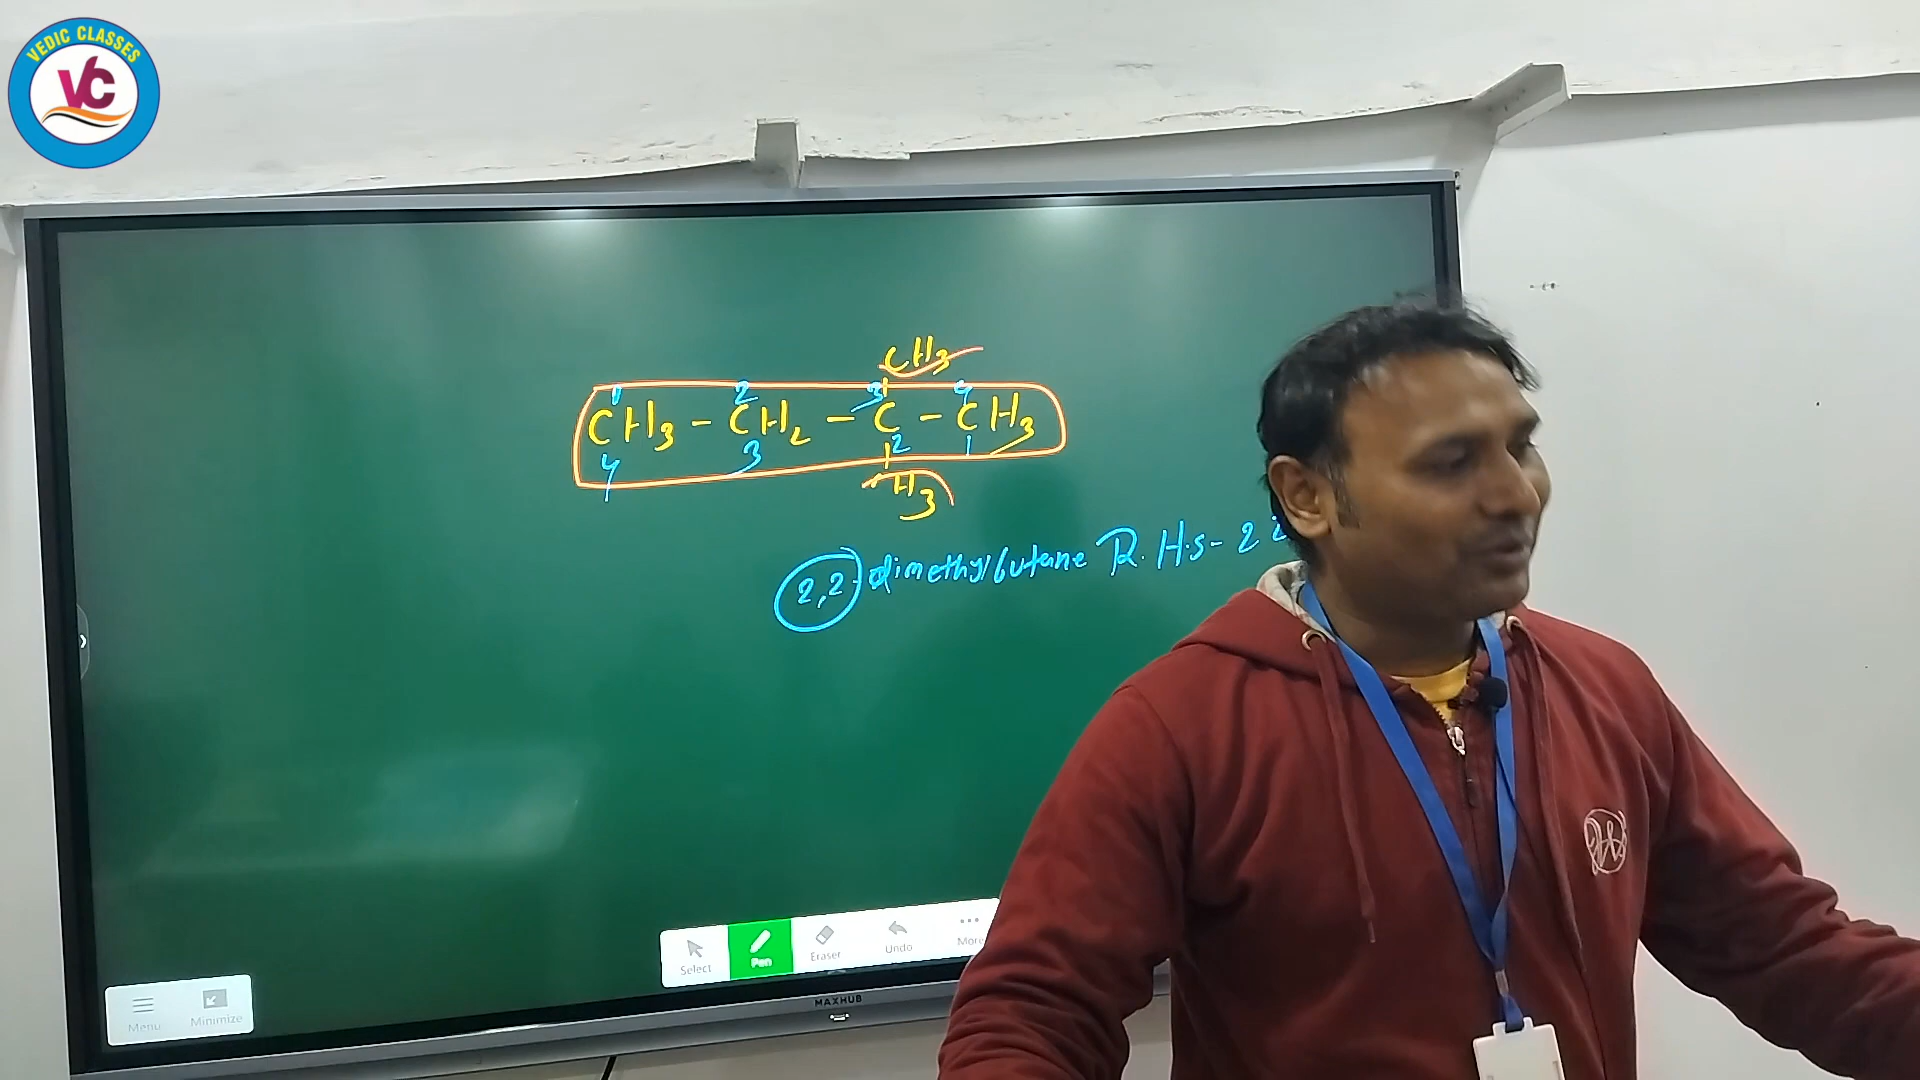 VEDIC CLASSES
VC
CH3
1 2 3 4
CH3 - CH2 - C - CH3
4 3 2 1
CH3
2,2-dimethylbutane R.H.S - 2
Select Pen Eraser Undo More
Menu Minimize
MAXHUB